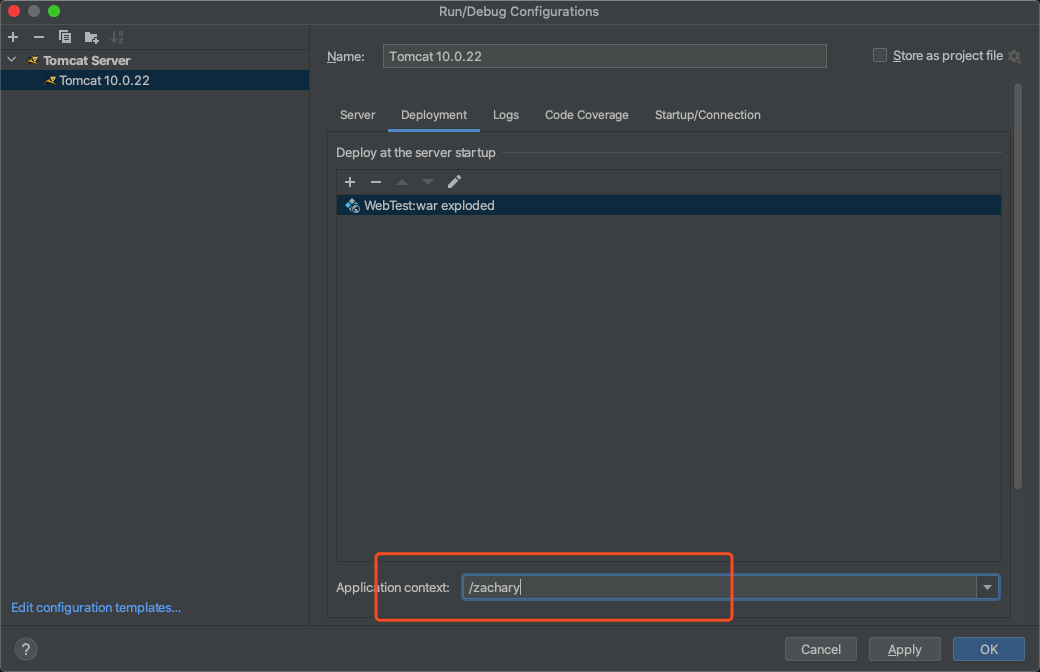 Run/Debug Configurations
Tomcat Server
Tomcat 10.0.22
Name: Tomcat 10.0.22 Store as project file
Server Deployment Logs Code Coverage Startup/Connection
Deploy at the server startup
WebTest:war exploded
Application context: /zachary
Edit configuration templates...
? Cancel Apply OK